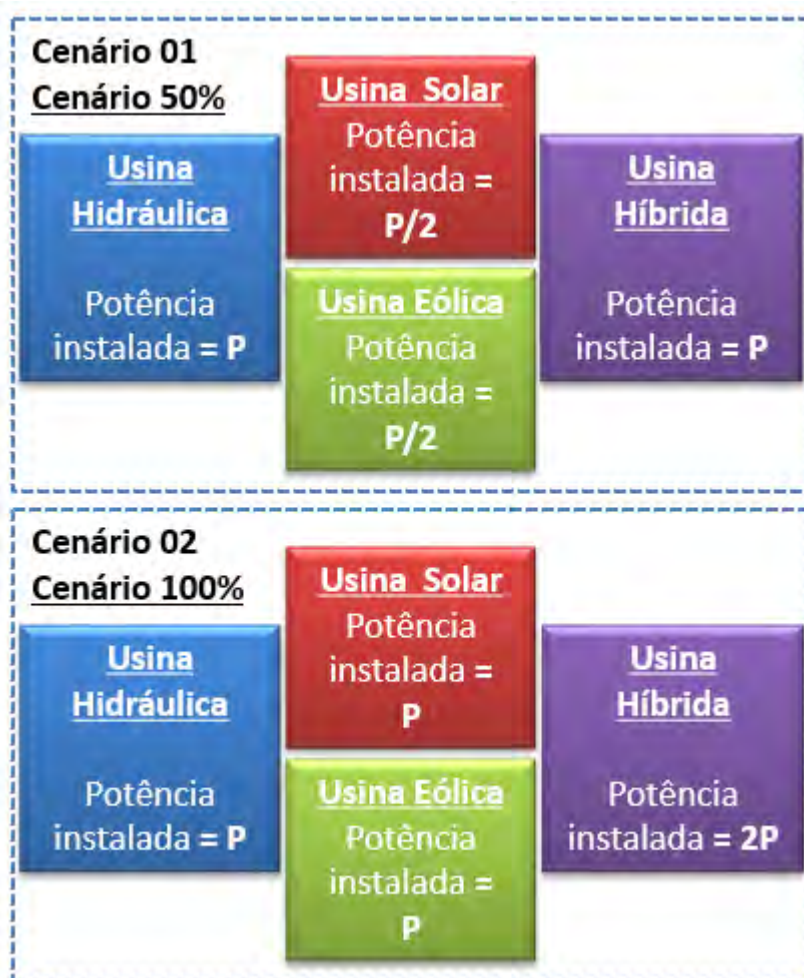 Cenário 01
Cenário 50%
Usina
Hidráulica
Potência
instalada = P
Usina Solar
Potência
instalada =
P/2
Usina Eólica
Potência
instalada =
P/2
Usina
Híbrida
Potência
instalada = P
Cenário 02
Cenário 100%
Usina
Hidráulica
Potência
instalada = P
Usina Solar
Potência
instalada =
P
Usina Eólica
Potência
instalada =
P
Usina
Híbrida
Potência
instalada = 2P